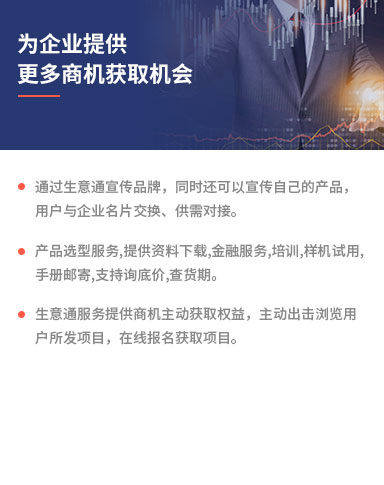 为企业提供
更多商机获取机会
通过生意通宣传品牌，同时还可以宣传自己的产品，
用户与企业名片交换、供需对接。
产品选型服务,提供资料下载,金融服务,培训,样机试用,
手册邮寄,支持询底价,查货期。
生意通服务提供商机主动获取权益，主动出击浏览用
户所发项目，在线报名获取项目。